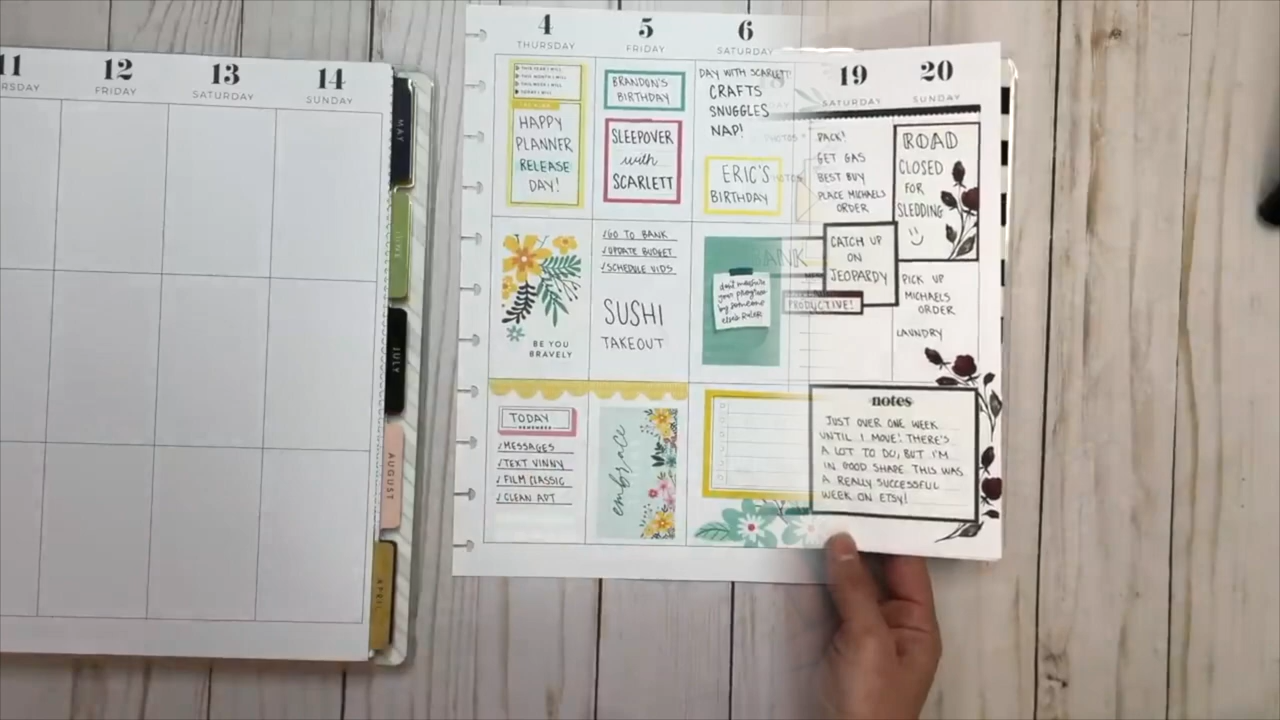 12
FRIDAY
13
SATURDAY
14
SUNDAY
MAY
JUNE
JULY
AUGUST
APRIL
4
THURSDAY
5
FRIDAY
6
SATURDAY
HAPPY
PLANNER
RELEASE
DAY!
BRANDON'S
BIRTHDAY
SLEEPOVER
with
SCARLETT
DAY WITH SCARLETT
CRAFTS
SNUGGLES
NAP!
ERIC'S
BIRTHDAY
BE YOU
BRAVELY
GO TO BANK
UPDATE BUDGET
SCHEDULE VIDS
SUSHI
TAKEOUT
TODAY
REMEMBER
MESSAGES
TEXT VINNY
FILM CLASSIC
CLEAN APT
embrace
19
SATURDAY
20
SUNDAY
PACK!
GET GAS
BEST BUY
PLACE MICHAELS
ORDER
ROAD
CLOSED
FOR
SLEDDING
CATCH UP
ON
JEOPARDY
PRODUCTIVE!
PICK UP
MICHAELS
ORDER
LAUNDRY
notes
JUST OVER ONE WEEK
UNTIL I MOVE! THERE'S
A LOT TO DO, BUT I'M
IN GOOD SHAPE. THIS WAS
A REALLY SUCCESSFUL
WEEK ON ETSY!